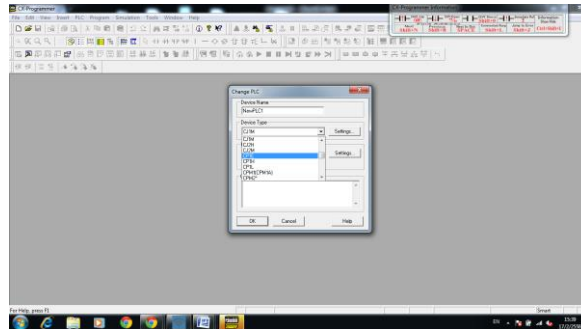 CX-Programmer
CX-Programmer Information
File Edit View Insert PLC Program Simulation Tools Window Help
Change PLC
Device Name
NewPLC1
Device Type
CJ1M
Settings...
CJ1M
CJ2H
CJ2M
CP1E
CP1H
CP1L
CPM1(CPM1A)
CPM2*
Settings...
OK
Cancel
Help
For Help, press F1
Smart
EN
15:39